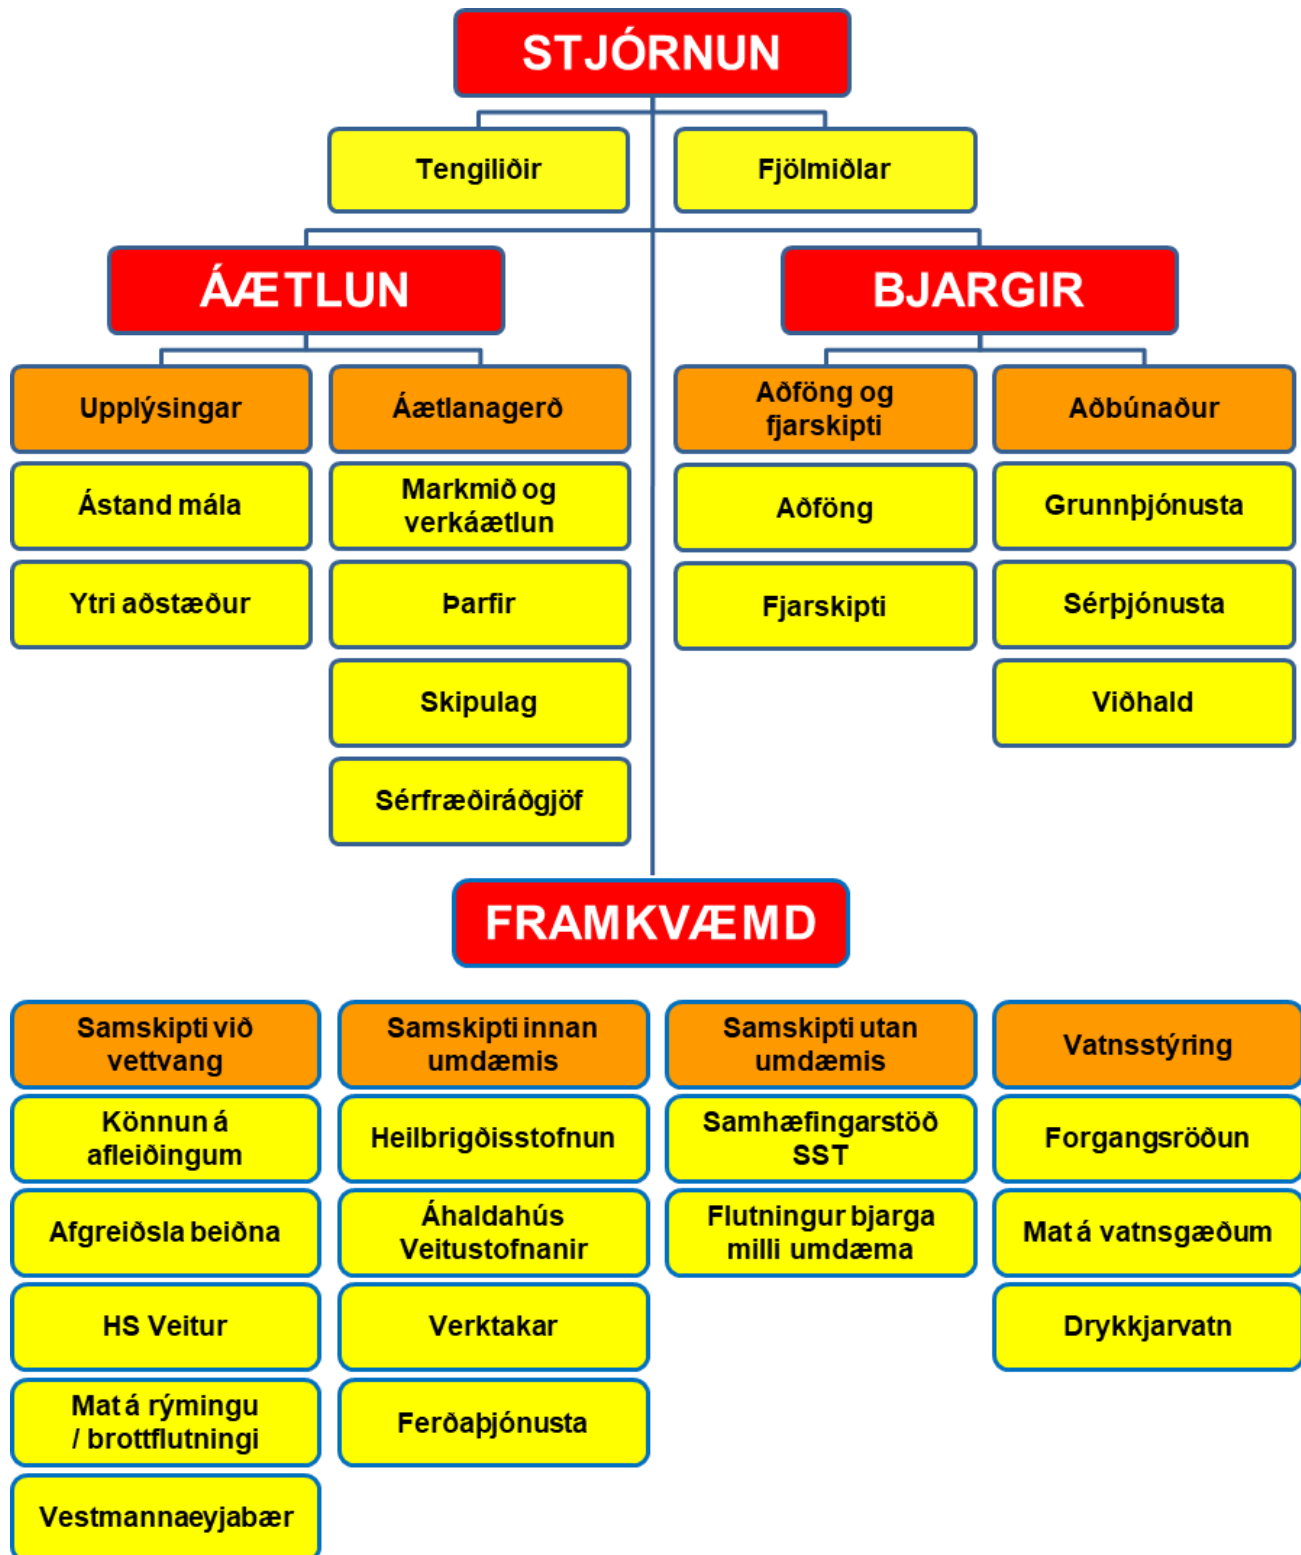 STJÓRNUN
Tengiliðir
Fjölmiðlar
ÁÆTLUN
BJARGIR
Upplýsingar
Ástand mála
Ytri aðstæður
Áætlanagerð
Markmið og
verkáætlun
Þarfir
Skipulag
Sérfræðiráðgjöf
Aðföng og
fjarskipti
Aðföng
Fjarskipti
Aðbúnaður
Grunnþjónusta
Sérþjónusta
Viðhald
FRAMKVÆMD
Samskipti við
vettvang
Könnun á
afleiðingum
Afgreiðsla beiðna
HS Veitur
Mat á rýmingu
/ brottflutningi
Vestmannaeyjabær
Samskipti innan
umdæmis
Heilbrigðisstofnun
Áhaldahús
Veitustofnanir
Verktakar
Ferðaþjónusta
Samskipti utan
umdæmis
Samhæfingarstöð
SST
Flutningur bjarga
milli umdæma
Vatnsstýring
Forgangsröðun
Mat á vatnsgæðum
Drykkjarvatn